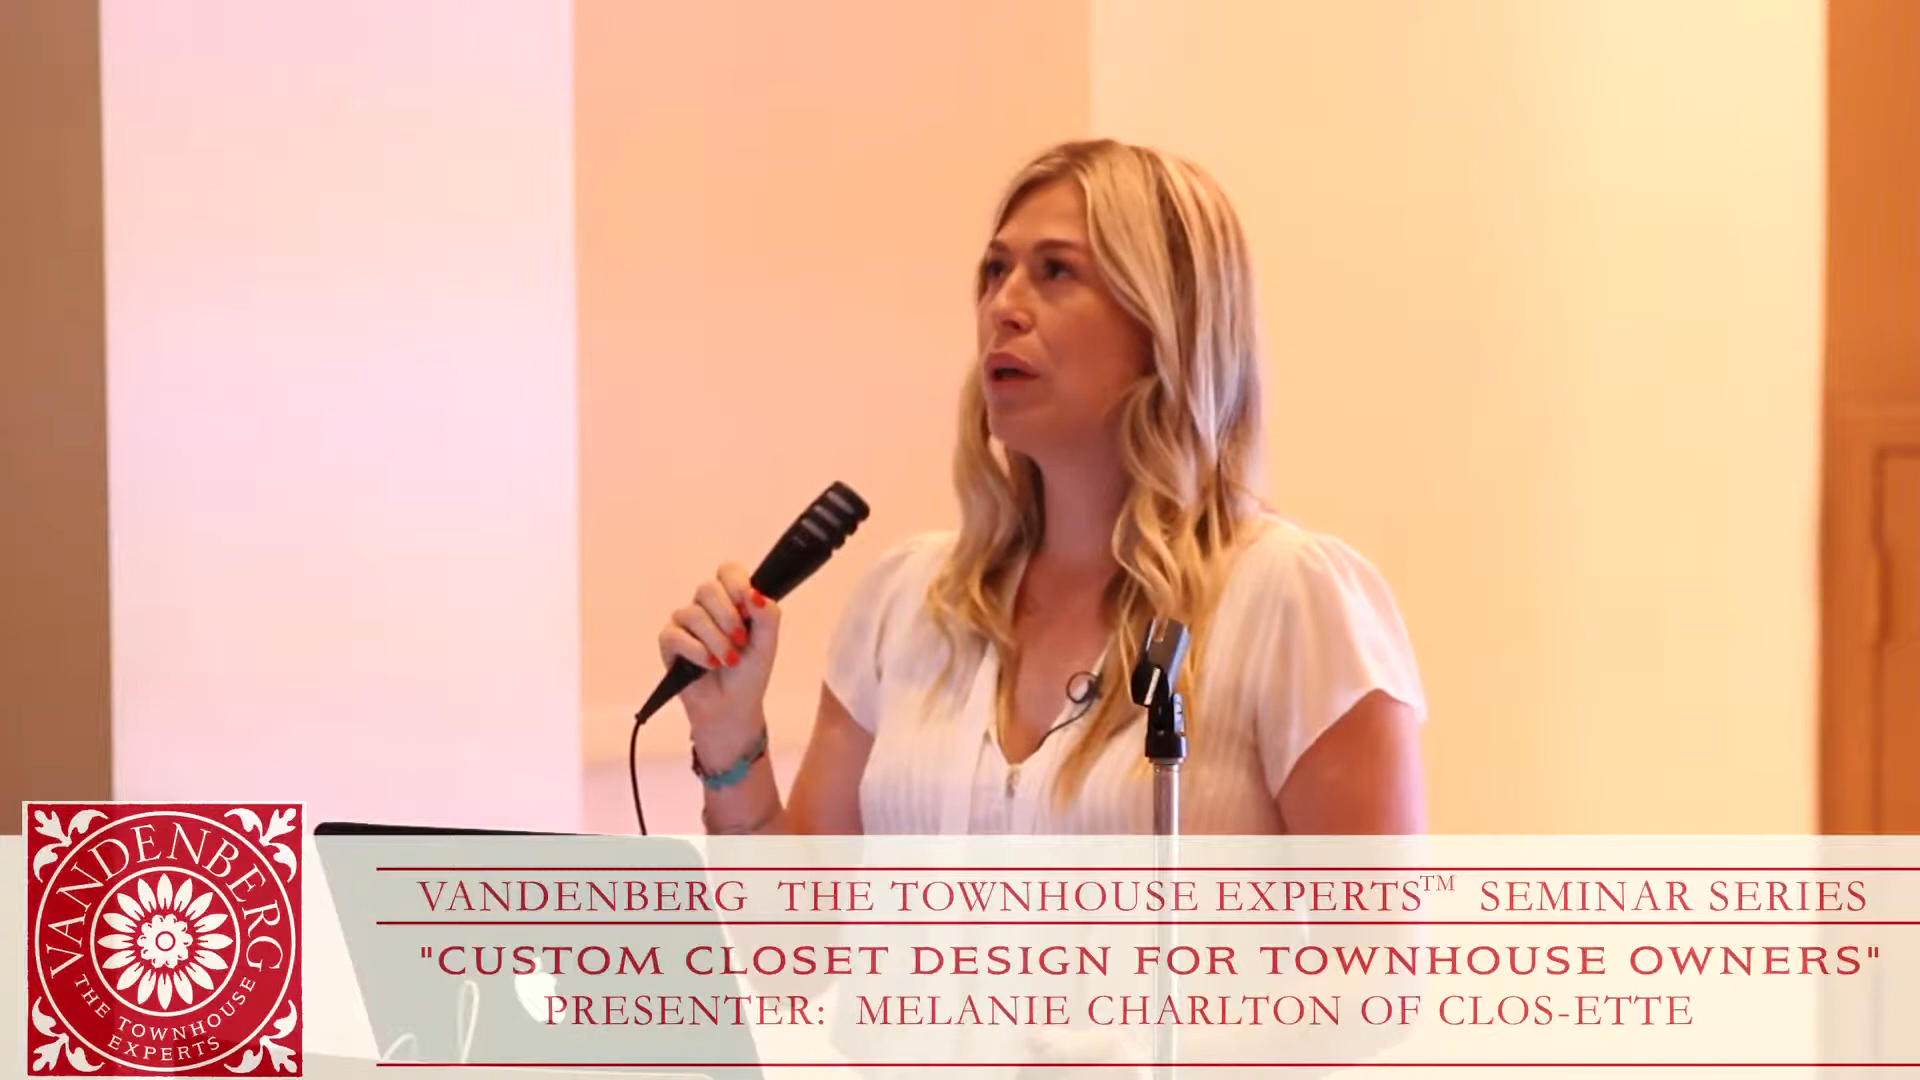 VANDENBERG
THE TOWNHOUSE
EXPERTS
VANDENBERG THE TOWNHOUSE EXPERTS™ SEMINAR SERIES
"CUSTOM CLOSET DESIGN FOR TOWNHOUSE OWNERS"
PRESENTER: MELANIE CHARLTON OF CLOS-ETTE